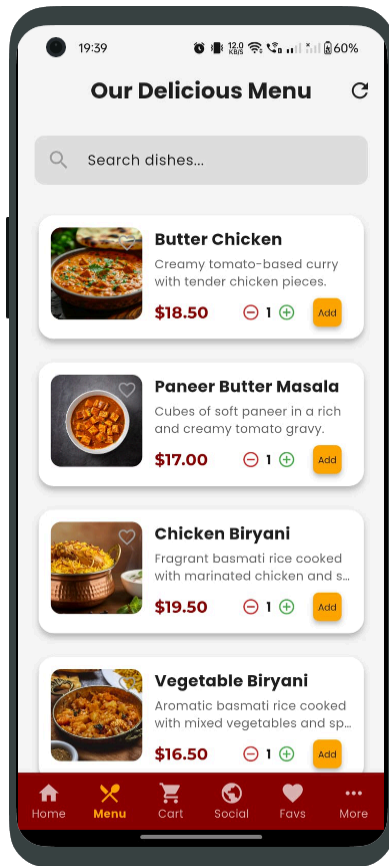 19:39 12.0 KB/S 60%
Our Delicious Menu
Search dishes...
Butter Chicken
Creamy tomato-based curry
with tender chicken pieces.
$18.50 1 Add
Paneer Butter Masala
Cubes of soft paneer in a rich
and creamy tomato gravy.
$17.00 1 Add
Chicken Biryani
Fragrant basmati rice cooked
with marinated chicken and s...
$19.50 1 Add
Vegetable Biryani
Aromatic basmati rice cooked
with mixed vegetables and sp...
$16.50 1 Add
Home Menu Cart Social Favs More